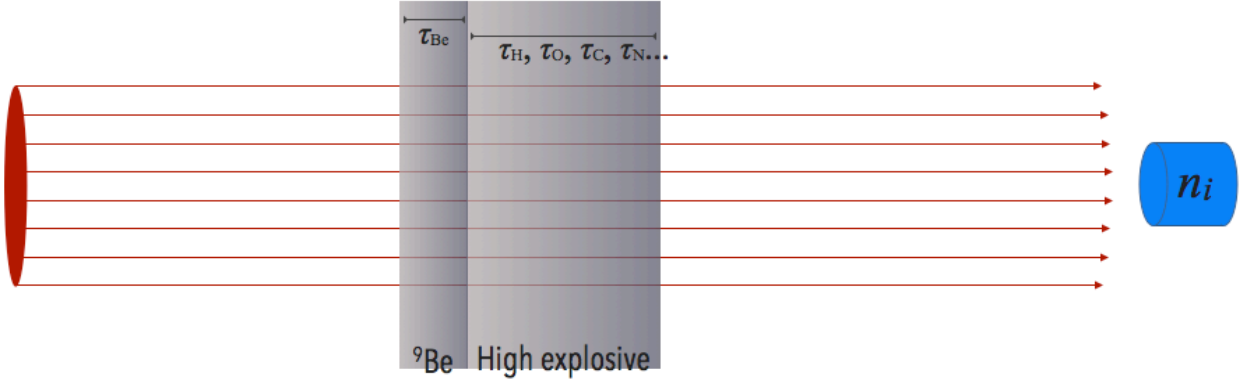 τBe
τH, τO, τC, τN...
ni
⁹Be High explosive